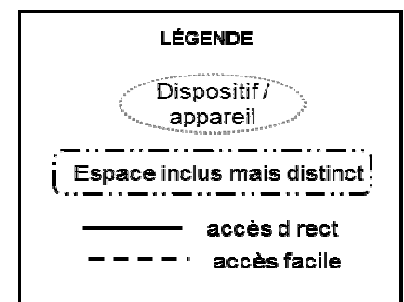 LÉGENDE
Dispositif /
appareil
Espace inclus mais distinct
accès d rect
accès facile